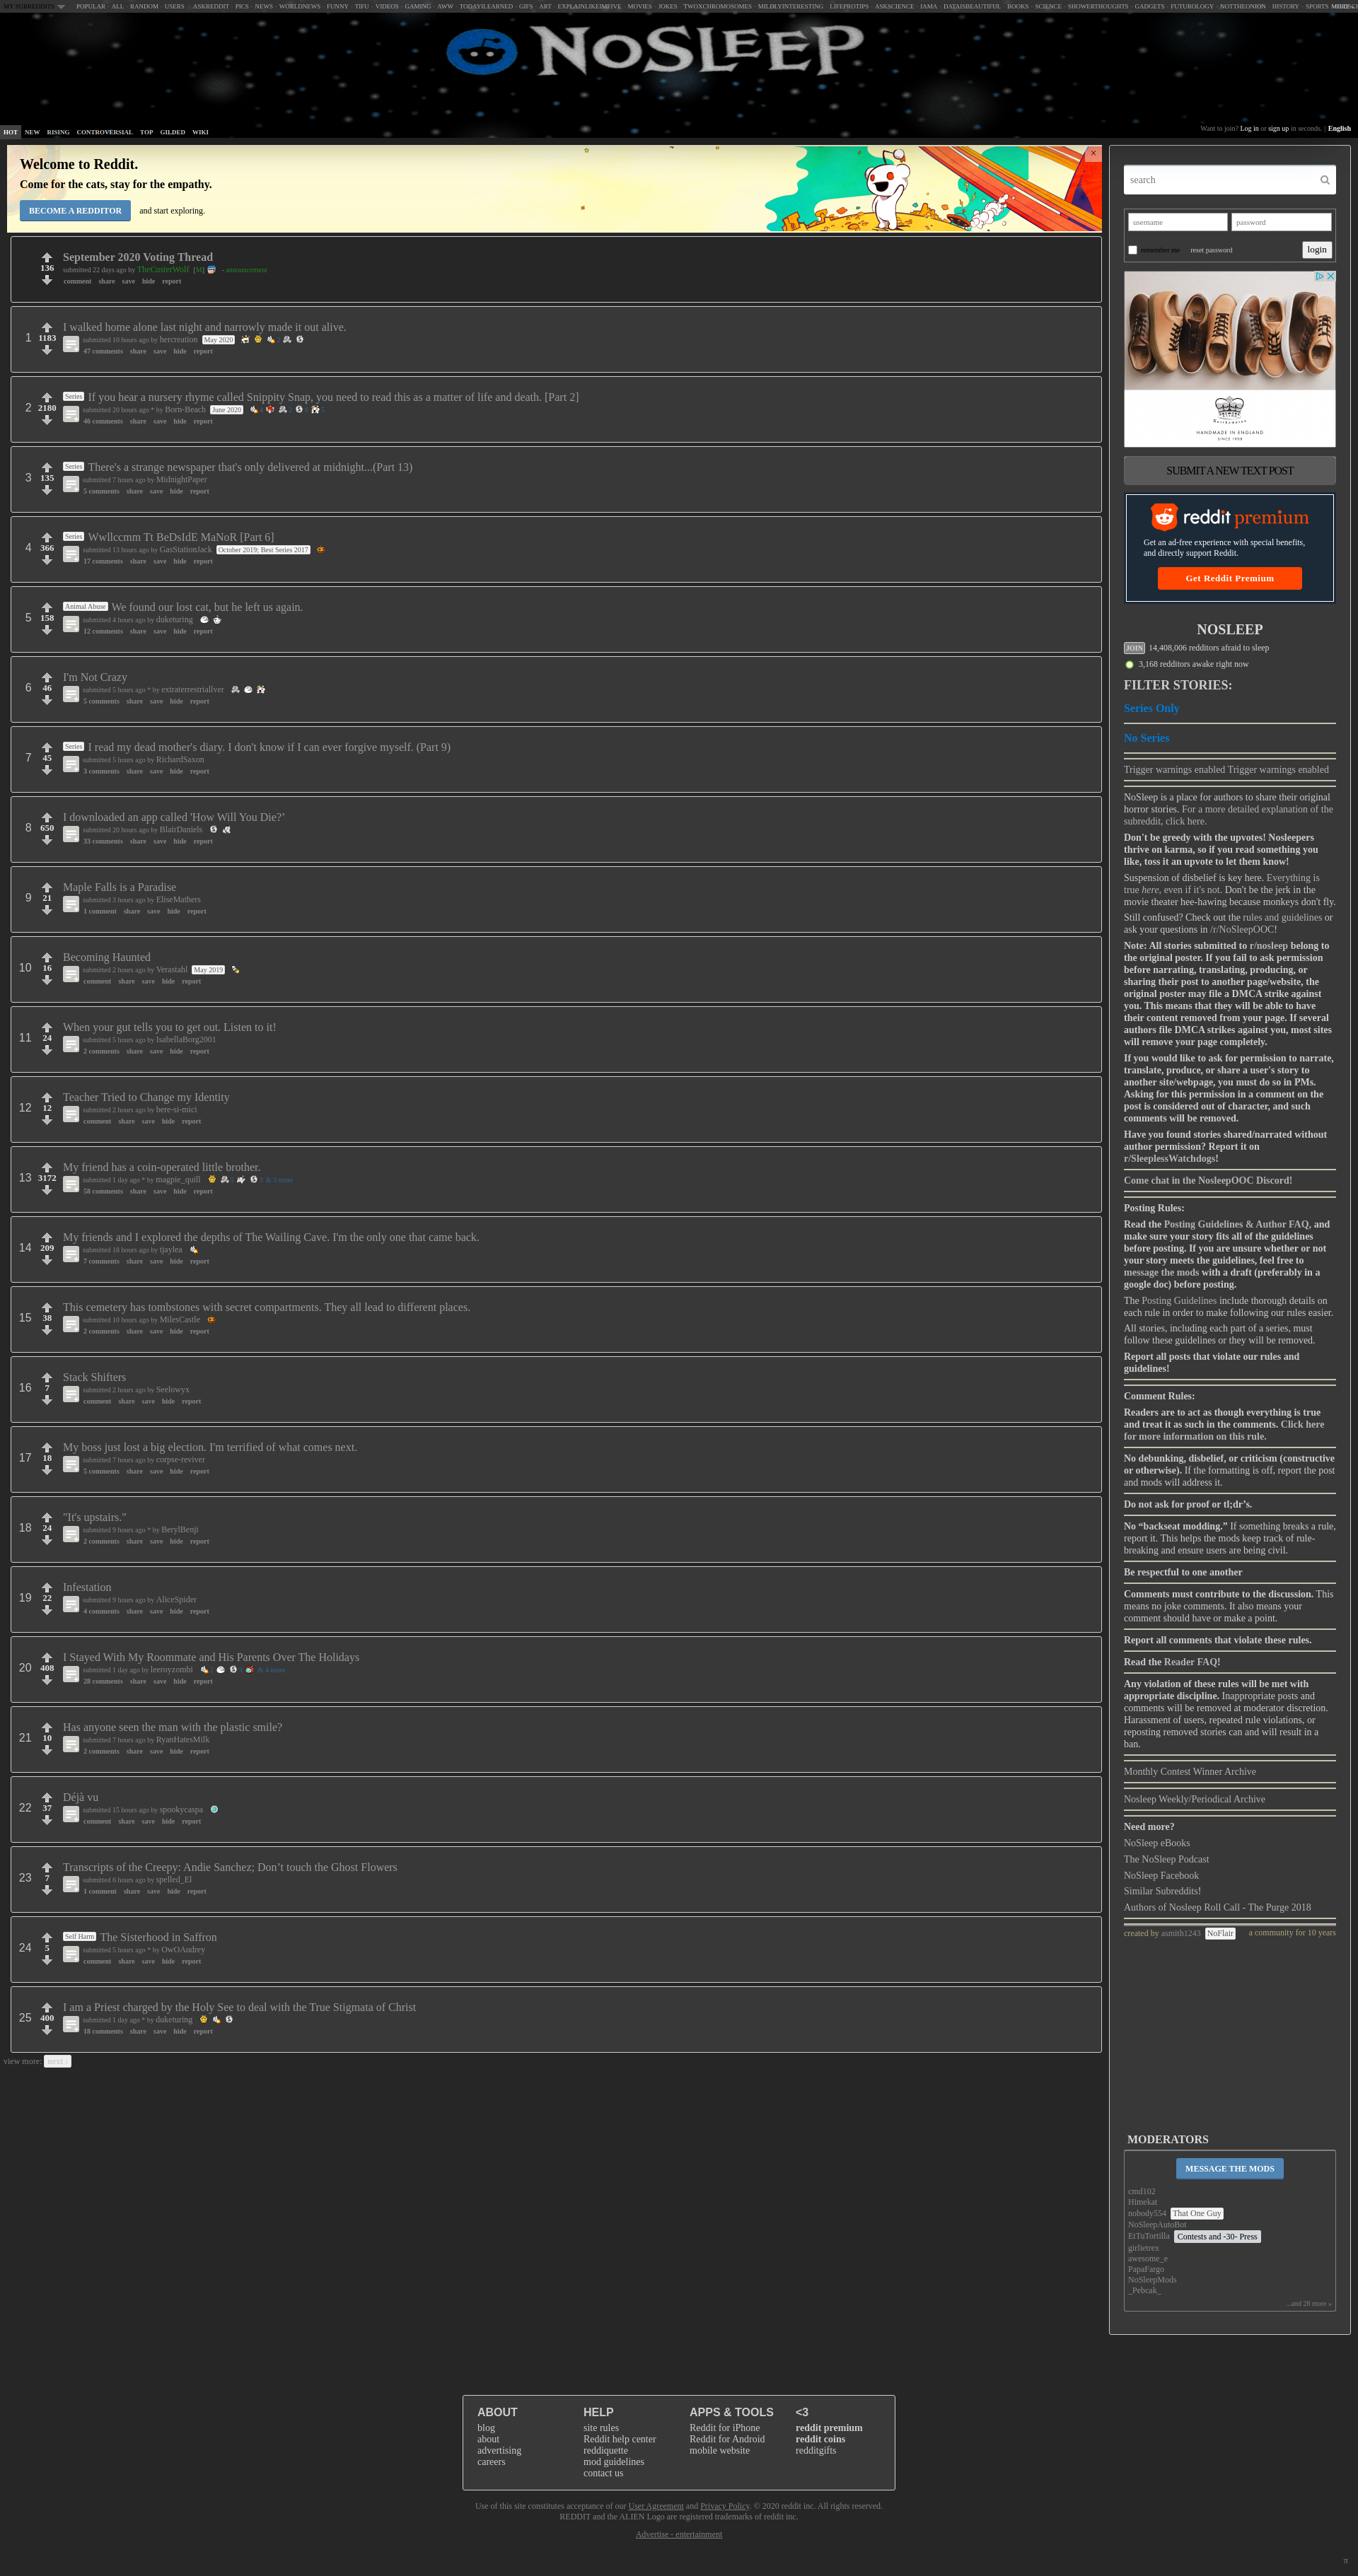 MY SUBREDDITS POPULAR - ALL - RANDOM - USERS | ASKREDDIT - PICS - NEWS - WORLDNEWS - FUNNY - TIFU - VIDEOS - GAMING - AWW - TODAYILEARNED - GIFS - ART - EXPLAINLIKEIMFIVE - MOVIES - JOKES - TWOXCHROMOSOMES - MILDLYINTERESTING - LIFEPROTIPS - ASKSCIENCE - IAMA - DATAISBEAUTIFUL - BOOKS - SCIENCE - SHOWERTHOUGHTS - GADGETS - FUTUROLOGY - NOTTHEONION - HISTORY - SPORTS
NOSLEEP
HOT NEW RISING CONTROVERSIAL TOP GILDED WIKI
Want to join? Log in or sign up in seconds. | English
Welcome to Reddit.
Come for the cats, stay for the empathy.
BECOME A REDDITOR and start exploring.
×
September 2020 Voting Thread
136
submitted 22 days ago by TheCusterWolf [M] - announcement
comment share save hide report
I walked home alone last night and narrowly made it out alive.
1 1183
submitted 10 hours ago by hercreation May 2020
47 comments share save hide report
Series If you hear a nursery rhyme called Snippity Snap, you need to read this as a matter of life and death. [Part 2]
2 2180
submitted 20 hours ago * by Born-Beach June 2020
46 comments share save hide report
Series There's a strange newspaper that's only delivered at midnight...(Part 13)
3 135
submitted 7 hours ago by MidnightPaper
5 comments share save hide report
Series Wwllccmm Tt BeDsIdE MaNoR [Part 6]
4 366
submitted 13 hours ago by GasStationJack October 2019; Best Series 2017
17 comments share save hide report
Animal Abuse We found our lost cat, but he left us again.
5 158
submitted 4 hours ago by duketuring
12 comments share save hide report
I'm Not Crazy
6 46
submitted 5 hours ago * by extraterrestriallver
5 comments share save hide report
Series I read my dead mother's diary. I don't know if I can ever forgive myself. (Part 9)
7 45
submitted 5 hours ago by RichardSaxon
3 comments share save hide report
I downloaded an app called 'How Will You Die?’
8 650
submitted 20 hours ago by BlairDaniels
33 comments share save hide report
Maple Falls is a Paradise
9 21
submitted 3 hours ago by EliseMathers
1 comment share save hide report
Becoming Haunted
10 16
submitted 2 hours ago by Verastahl May 2019
comment share save hide report
When your gut tells you to get out. Listen to it!
11 24
submitted 5 hours ago by IsabellaBorg2001
2 comments share save hide report
Teacher Tried to Change my Identity
12 12
submitted 2 hours ago by here-si-mici
comment share save hide report
My friend has a coin-operated little brother.
13 3172
submitted 1 day ago * by magpie_quill & 3 more
58 comments share save hide report
My friends and I explored the depths of The Wailing Cave. I'm the only one that came back.
14 209
submitted 18 hours ago by tjaylea
7 comments share save hide report
This cemetery has tombstones with secret compartments. They all lead to different places.
15 38
submitted 10 hours ago by MilesCastle
2 comments share save hide report
Stack Shifters
16 7
submitted 2 hours ago by Seelowyx
comment share save hide report
My boss just lost a big election. I'm terrified of what comes next.
17 18
submitted 7 hours ago by corpse-reviver
5 comments share save hide report
"It's upstairs."
18 24
submitted 9 hours ago * by BerylBenji
2 comments share save hide report
Infestation
19 22
submitted 9 hours ago by AliceSpider
4 comments share save hide report
I Stayed With My Roommate and His Parents Over The Holidays
20 408
submitted 1 day ago by leeroyzombi & 4 more
28 comments share save hide report
Has anyone seen the man with the plastic smile?
21 10
submitted 7 hours ago by RyanHatesMilk
2 comments share save hide report
Déjà vu
22 37
submitted 15 hours ago by spookycaspa
comment share save hide report
Transcripts of the Creepy: Andie Sanchez; Don’t touch the Ghost Flowers
23 7
submitted 6 hours ago by spelled_El
1 comment share save hide report
Self Harm The Sisterhood in Saffron
24 5
submitted 5 hours ago * by OwOAudrey
comment share save hide report
I am a Priest charged by the Holy See to deal with the True Stigmata of Christ
25 400
submitted 1 day ago * by duketuring
18 comments share save hide report
view more: next ›
search
username password
remember me reset password login
HANDMADE IN ENGLAND
SINCE 1959
SUBMIT A NEW TEXT POST
reddit premium
Get an ad-free experience with special benefits,
and directly support Reddit.
Get Reddit Premium
NOSLEEP
JOIN 14,408,006 redditors afraid to sleep
3,168 redditors awake right now
FILTER STORIES:
Series Only
No Series
Trigger warnings enabled Trigger warnings enabled
NoSleep is a place for authors to share their original
horror stories. For a more detailed explanation of the
subreddit, click here.
Don't be greedy with the upvotes! Nosleepers
thrive on karma, so if you read something you
like, toss it an upvote to let them know!
Suspension of disbelief is key here. Everything is
true here, even if it's not. Don't be the jerk in the
movie theater hee-hawing because monkeys don't fly.
Still confused? Check out the rules and guidelines or
ask your questions in /r/NoSleepOOC!
Note: All stories submitted to r/nosleep belong to
the original poster. If you fail to ask permission
before narrating, translating, producing, or
sharing their post to another page/website, the
original poster may file a DMCA strike against
you. This means that they will be able to have
their content removed from your page. If several
authors file DMCA strikes against you, most sites
will remove your page completely.
If you would like to ask for permission to narrate,
translate, produce, or share a user's story to
another site/webpage, you must do so in PMs.
Asking for this permission in a comment on the
post is considered out of character, and such
comments will be removed.
Have you found stories shared/narrated without
author permission? Report it on
r/SleeplessWatchdogs!
Come chat in the NosleepOOC Discord!
Posting Rules:
Read the Posting Guidelines & Author FAQ, and
make sure your story fits all of the guidelines
before posting. If you are unsure whether or not
your story meets the guidelines, feel free to
message the mods with a draft (preferably in a
google doc) before posting.
The Posting Guidelines include thorough details on
each rule in order to make following our rules easier.
All stories, including each part of a series, must
follow these guidelines or they will be removed.
Report all posts that violate our rules and
guidelines!
Comment Rules:
Readers are to act as though everything is true
and treat it as such in the comments. Click here
for more information on this rule.
No debunking, disbelief, or criticism (constructive
or otherwise). If the formatting is off, report the post
and mods will address it.
Do not ask for proof or tl;dr’s.
No “backseat modding.” If something breaks a rule,
report it. This helps the mods keep track of rule-
breaking and ensure users are being civil.
Be respectful to one another
Comments must contribute to the discussion. This
means no joke comments. It also means your
comment should have or make a point.
Report all comments that violate these rules.
Read the Reader FAQ!
Any violation of these rules will be met with
appropriate discipline. Inappropriate posts and
comments will be removed at moderator discretion.
Harassment of users, repeated rule violations, or
reposting removed stories can and will result in a
ban.
Monthly Contest Winner Archive
Nosleep Weekly/Periodical Archive
Need more?
NoSleep eBooks
The NoSleep Podcast
NoSleep Facebook
Similar Subreddits!
Authors of Nosleep Roll Call - The Purge 2018
created by asmith1243 NoFlair a community for 10 years
MODERATORS
MESSAGE THE MODS
cmd102
Himekat
nobody554 That One Guy
NoSleepAutoBot
EtTuTortilla Contests and -30- Press
girlietrex
awesome_e
PapaFargo
NoSleepMods
_Pebcak_
...and 28 more »
ABOUT
blog
about
advertising
careers
HELP
site rules
Reddit help center
reddiquette
mod guidelines
contact us
APPS & TOOLS
Reddit for iPhone
Reddit for Android
mobile website
<3
reddit premium
reddit coins
redditgifts
Use of this site constitutes acceptance of our User Agreement and Privacy Policy. © 2020 reddit inc. All rights reserved.
REDDIT and the ALIEN Logo are registered trademarks of reddit inc.
Advertise - entertainment
π